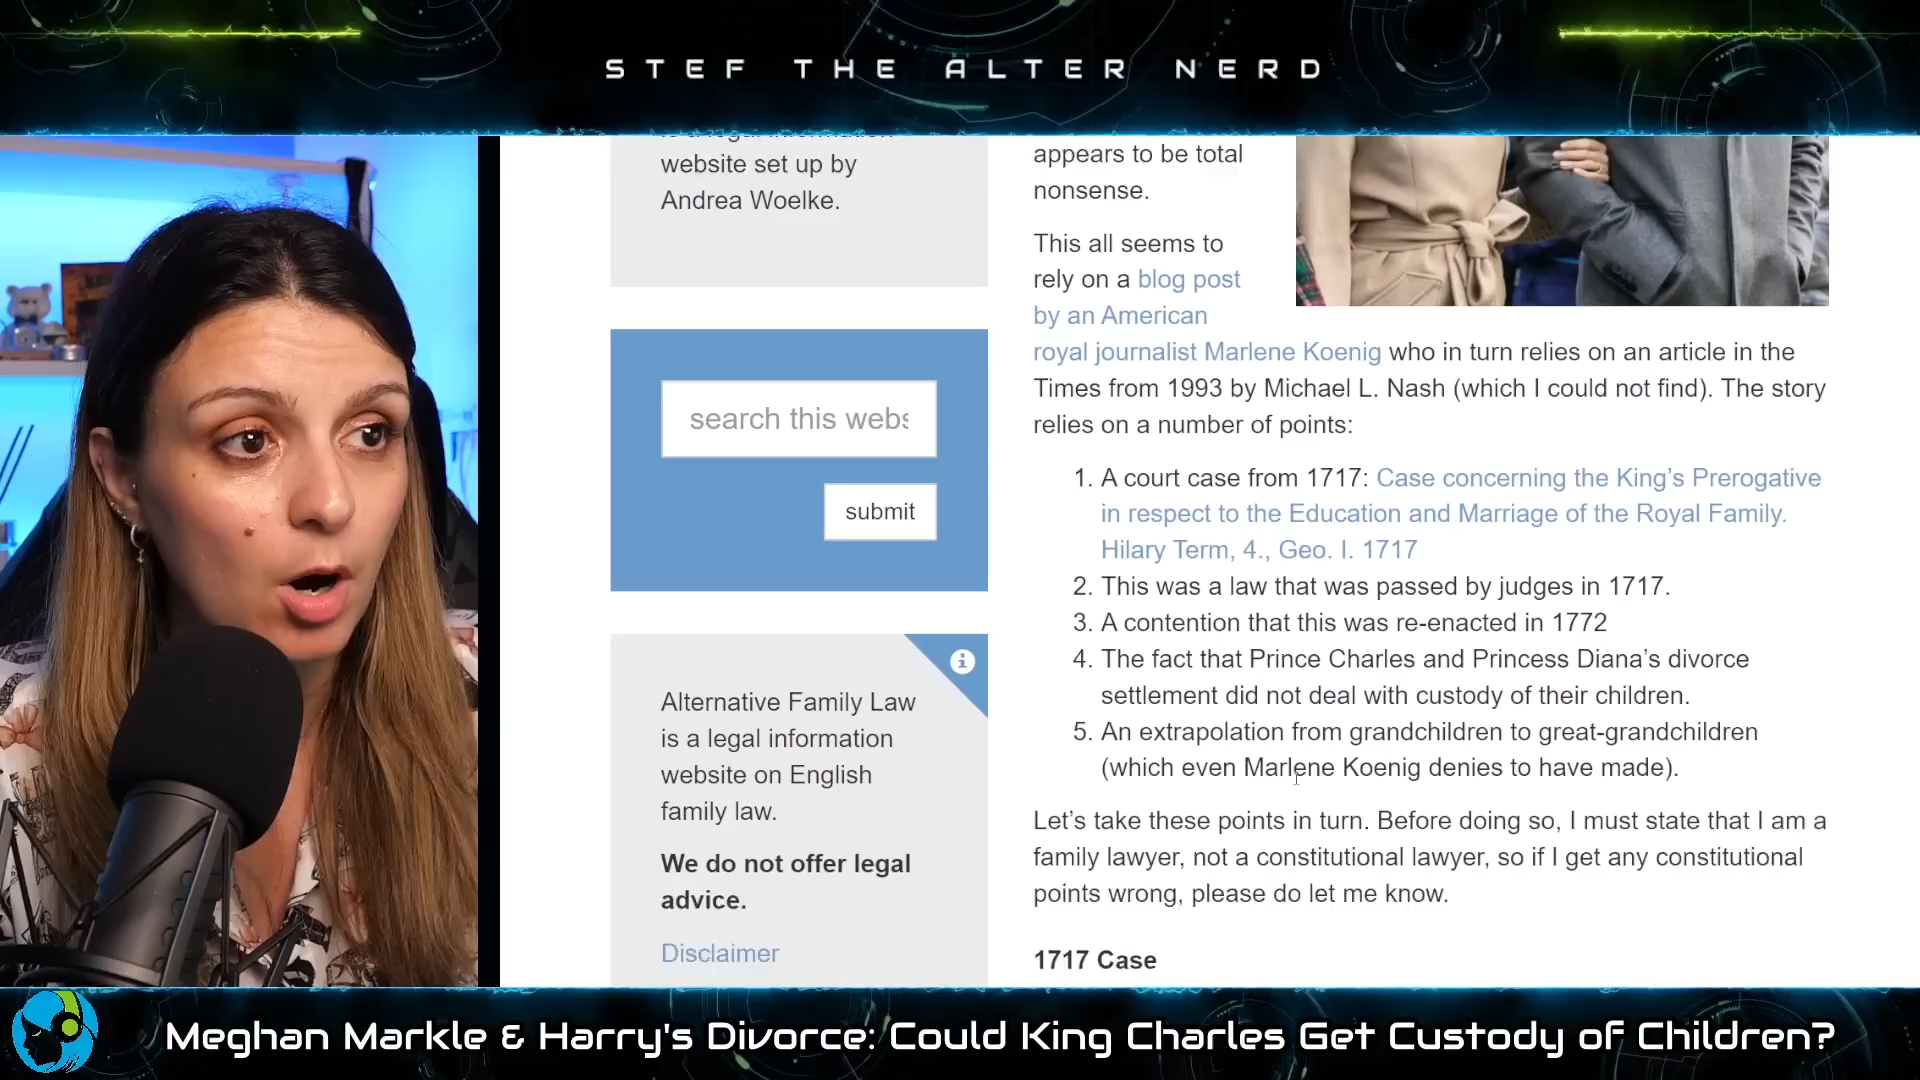 STEF THE ALTER NERD
is a legal information
website set up by
Andrea Woelke.
search this webs
submit
Alternative Family Law
is a legal information
website on English
family law.
We do not offer legal
advice.
Disclaimer
appears to be total
nonsense.
This all seems to
rely on a blog post
by an American
royal journalist Marlene Koenig who in turn relies on an article in the
Times from 1993 by Michael L. Nash (which I could not find). The story
relies on a number of points:
1. A court case from 1717: Case concerning the King’s Prerogative
in respect to the Education and Marriage of the Royal Family.
Hilary Term, 4., Geo. I. 1717
2. This was a law that was passed by judges in 1717.
3. A contention that this was re-enacted in 1772
4. The fact that Prince Charles and Princess Diana’s divorce
settlement did not deal with custody of their children.
5. An extrapolation from grandchildren to great-grandchildren
(which even Marlene Koenig denies to have made).
Let’s take these points in turn. Before doing so, I must state that I am a
family lawyer, not a constitutional lawyer, so if I get any constitutional
points wrong, please do let me know.
1717 Case
Meghan Markle & Harry's Divorce: Could King Charles Get Custody of Children?